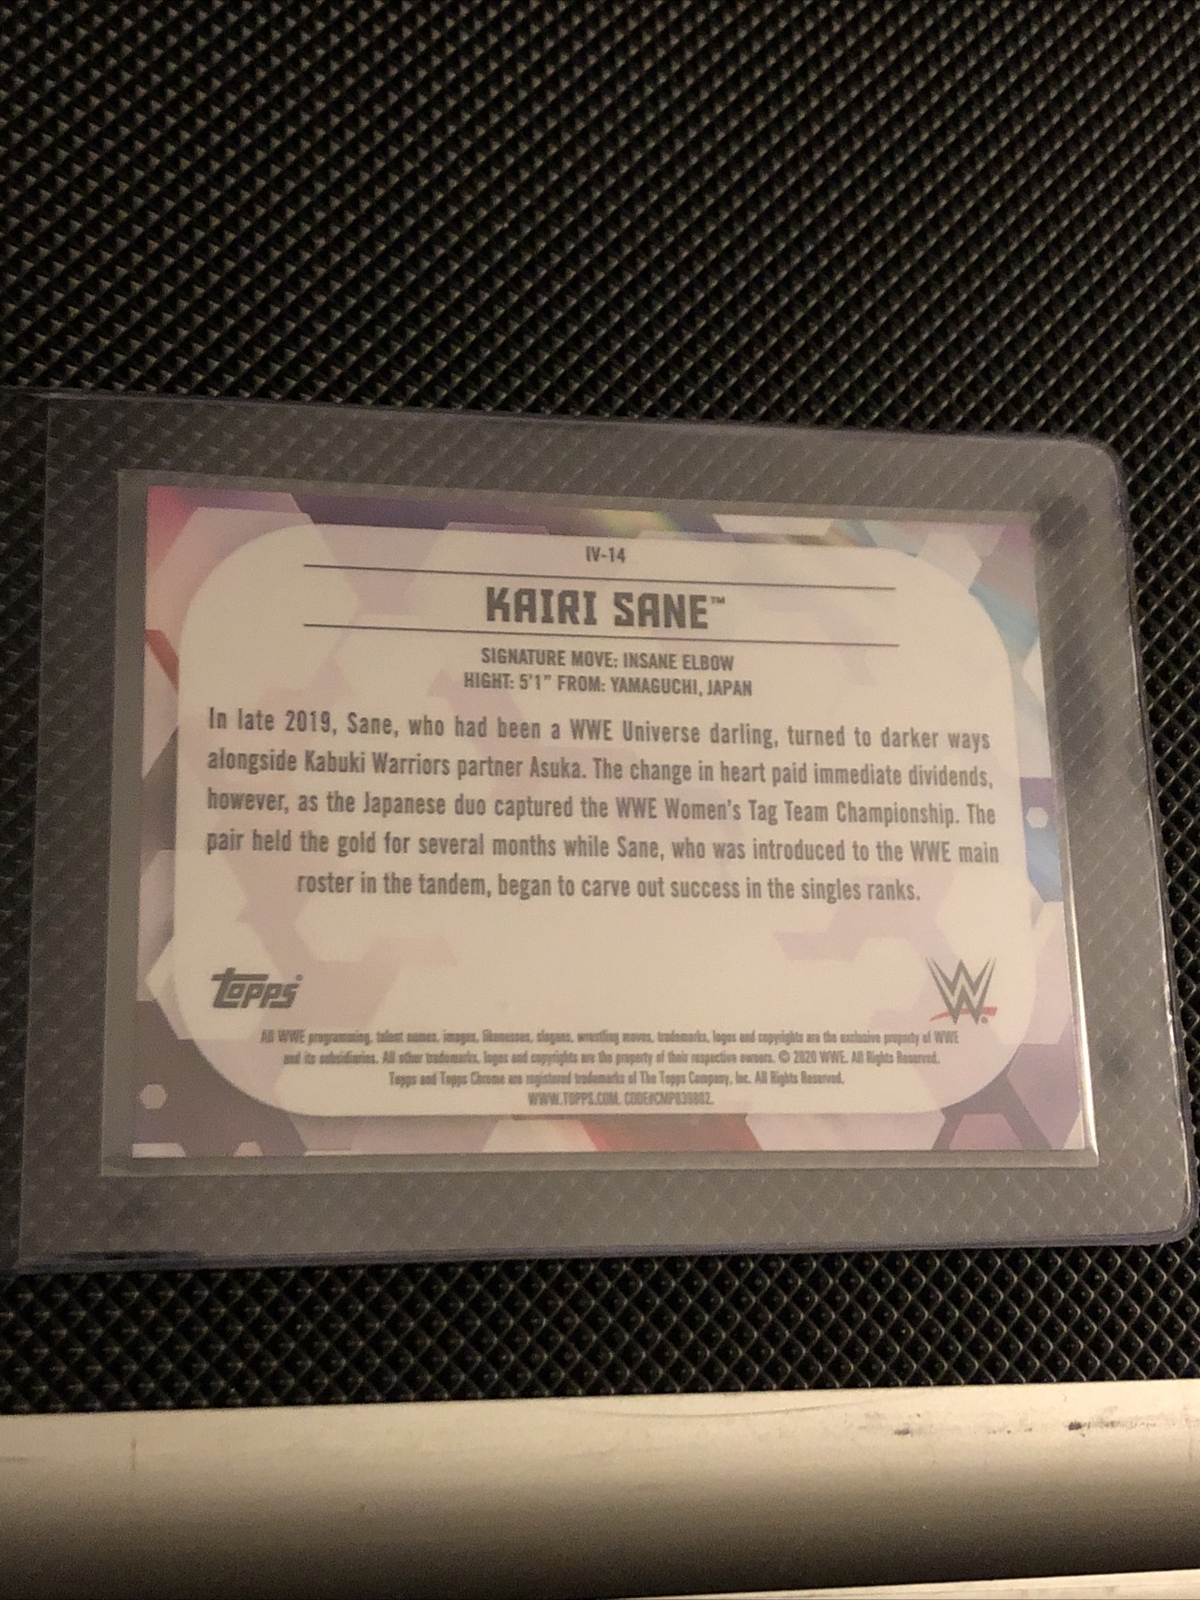 IV-14
KAIRI SANE™
SIGNATURE MOVE: INSANE ELBOW
HIGHT: 5'1" FROM: YAMAGUCHI, JAPAN
In late 2019, Sane, who had been a WWE Universe darling, turned to darker ways
alongside Kabuki Warriors partner Asuka. The change in heart paid immediate dividends,
however, as the Japanese duo captured the WWE Women's Tag Team Championship. The
pair held the gold for several months while Sane, who was introduced to the WWE main
roster in the tandem, began to carve out success in the singles ranks.
Topps
W
All WWE programming, talent names, images, likenesses, slogans, wrestling moves, trademarks, logos and copyrights are the exclusive property of WWE
and its subsidiaries. All other trademarks, logos and copyrights are the property of their respective owners. © 2020 WWE. All Rights Reserved.
Topps and Topps Chrome are registered trademarks of The Topps Company, Inc. All Rights Reserved.
WWW.TOPPS.COM. CODE#CMP030802.